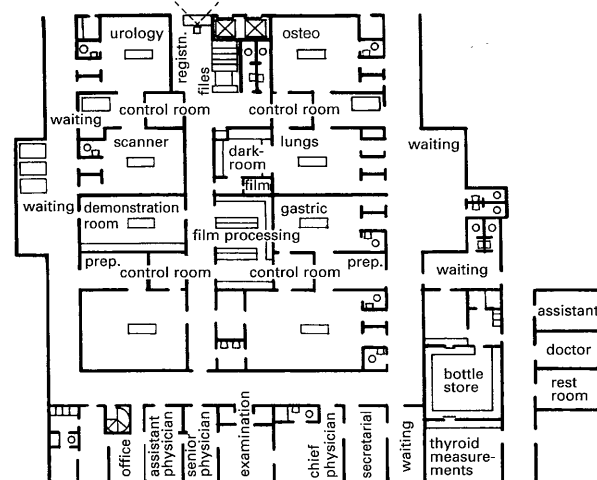 urology
registn.
files
osteo
waiting
control room
control room
scanner
dark-
room
lungs
waiting
film
waiting
demonstration
room
gastric
film processing
prep.
control room
control room
prep.
waiting
assistant
doctor
bottle
store
rest
room
office
assistant
physician
senior
physician
examination
chief
physician
secretarial
waiting
thyroid
measure-
ments